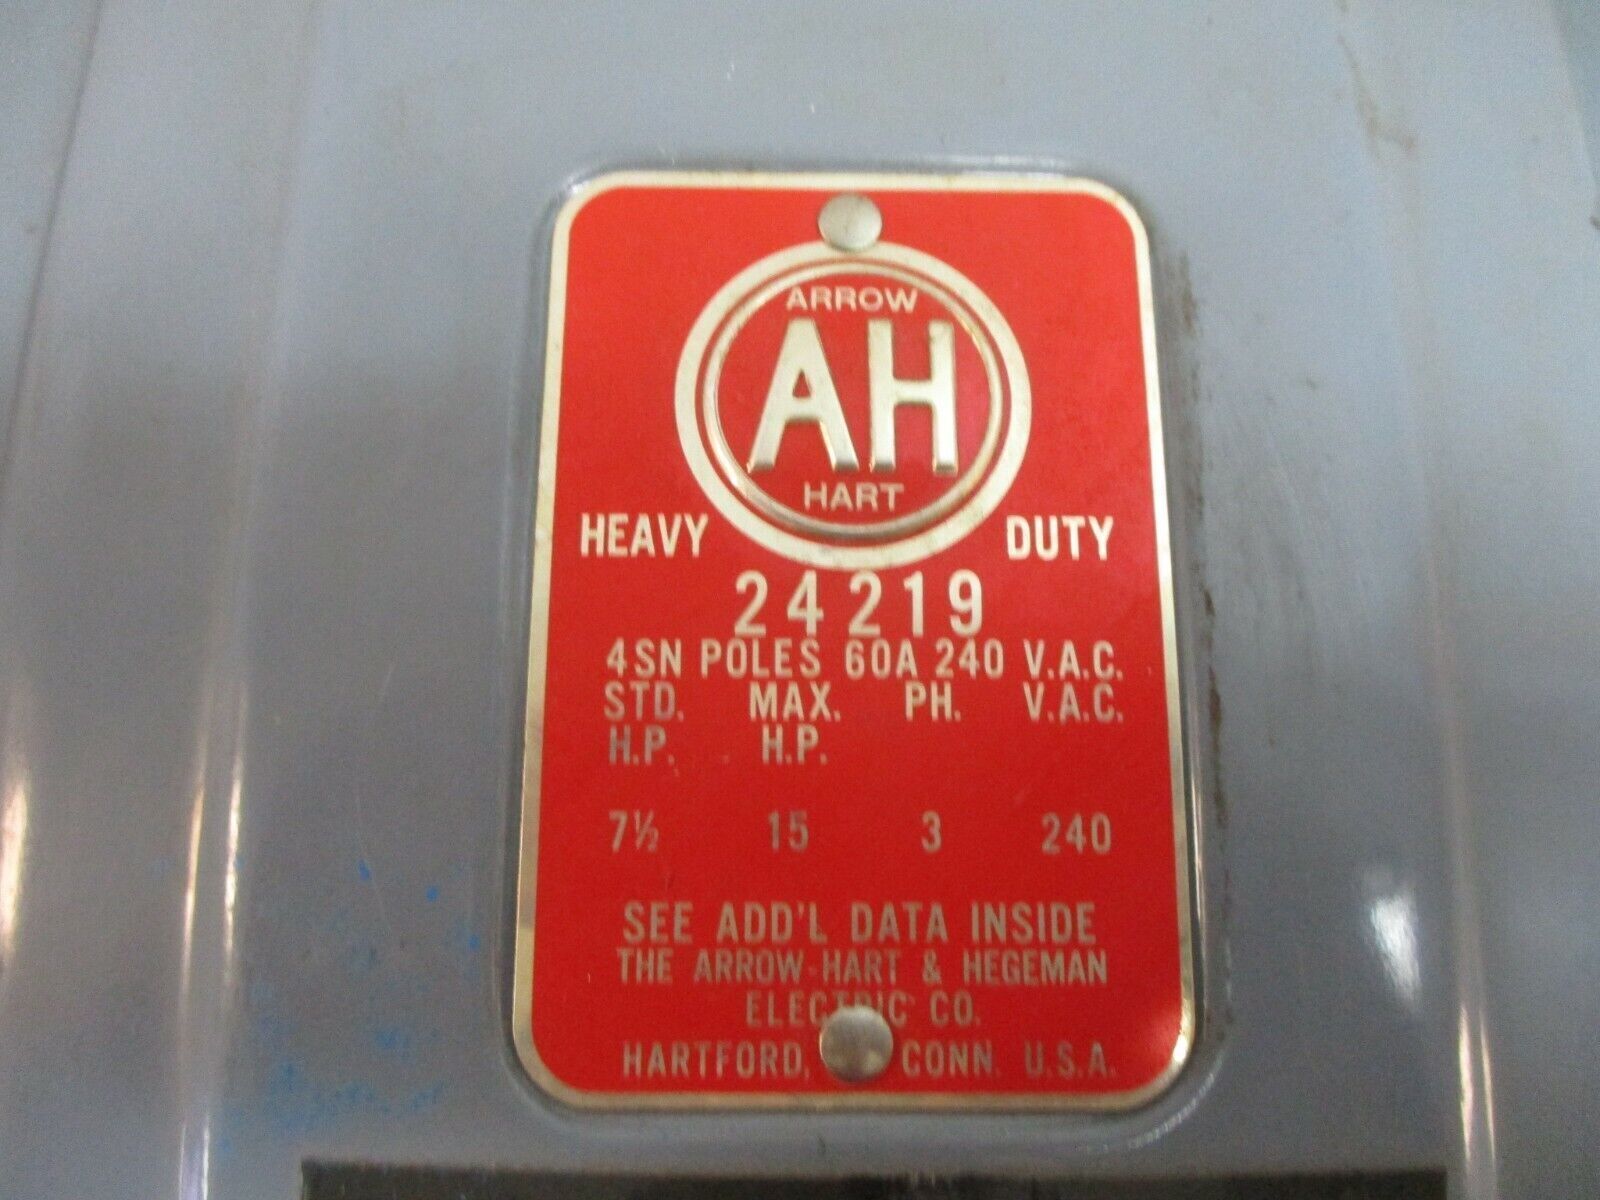 ARROW
AH
HART
HEAVY DUTY
24219
4SN POLES 60A 240 V.A.C.
STD. MAX. PH. V.A.C.
H.P. H.P.
7½ 15 3 240
SEE ADD'L DATA INSIDE
THE ARROW-HART & HEGEMAN
ELECTRIC CO.
HARTFORD, CONN. U.S.A.